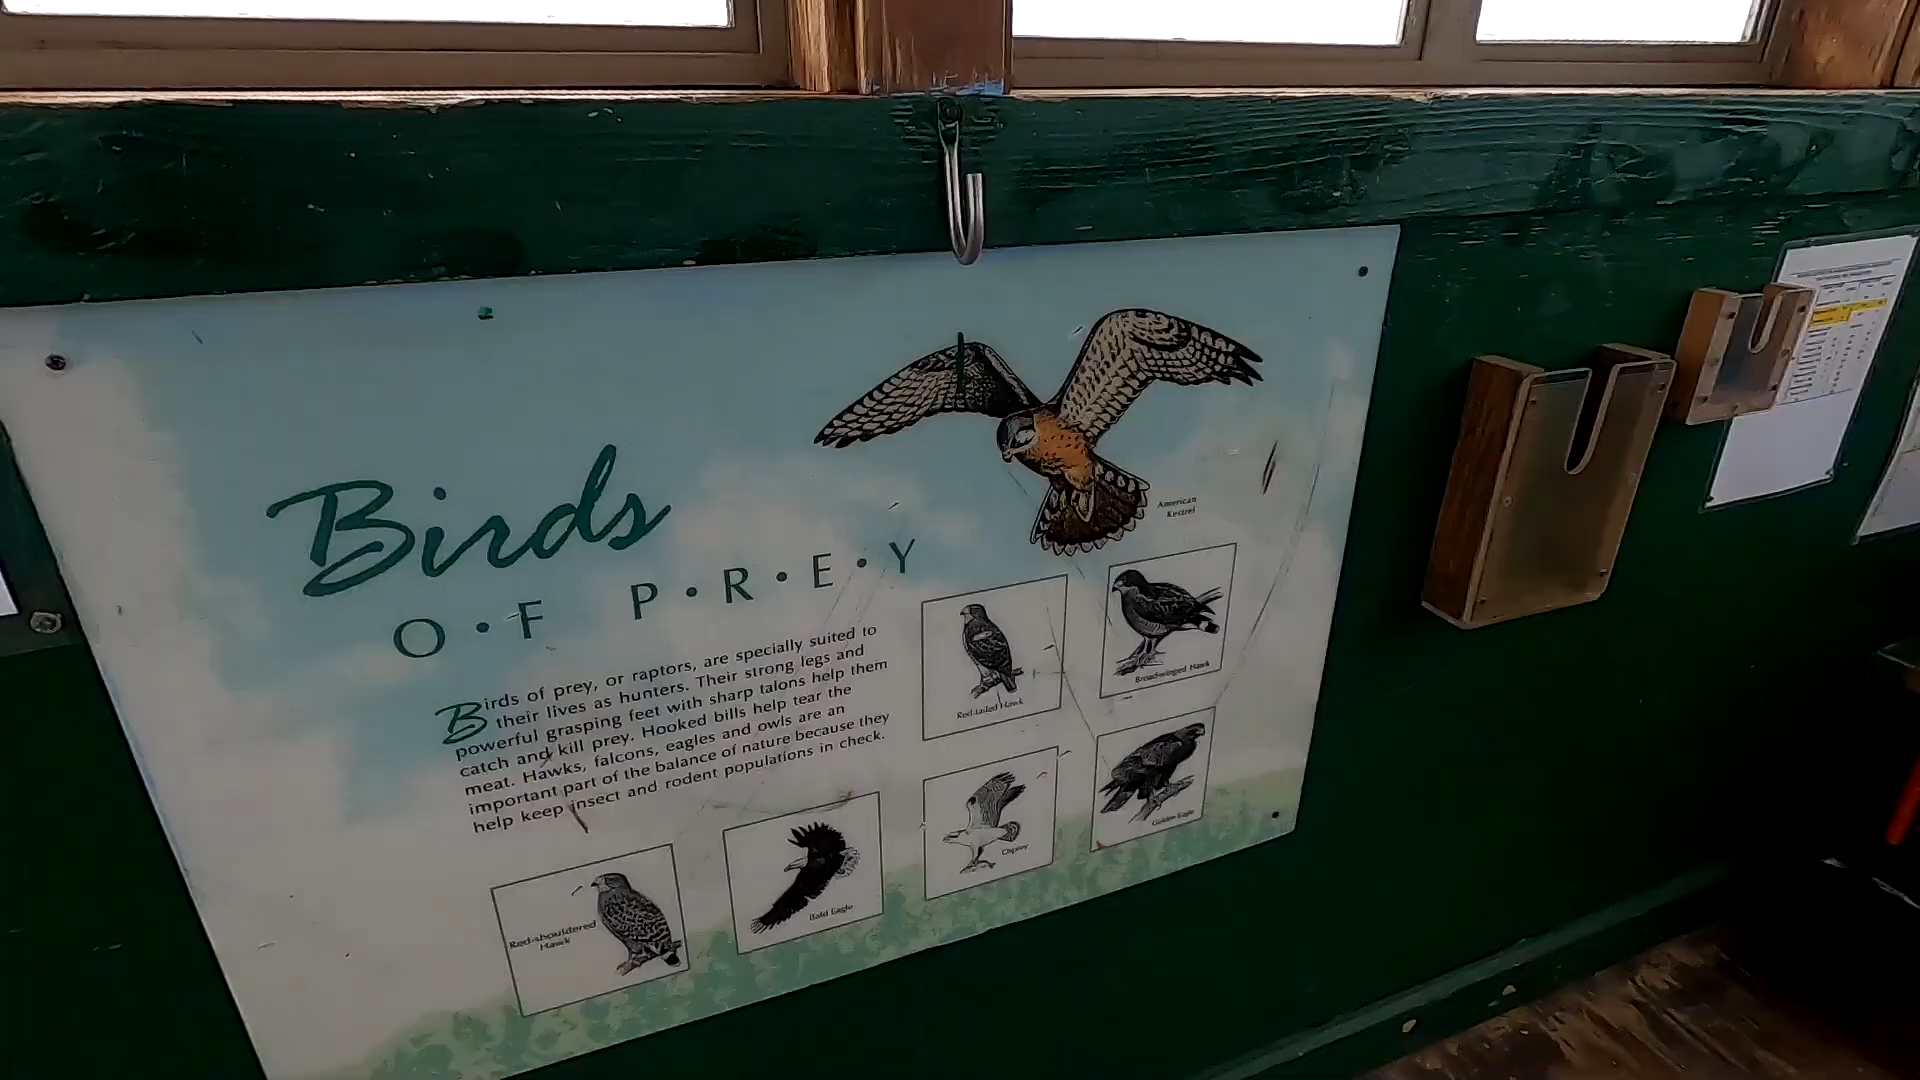 Birds
O•F P•R•E•Y
Birds of prey, or raptors, are specially suited to
their lives as hunters. Their strong legs and
powerful grasping feet with sharp talons help them
catch and kill prey. Hooked bills help tear the
meat. Hawks, falcons, eagles and owls are an
important part of the balance of nature because they
help keep insect and rodent populations in check.
American
Kestrel
Red-tailed Hawk
Broad-winged Hawk
Red-shouldered
Hawk
Bald Eagle
Osprey
Golden Eagle